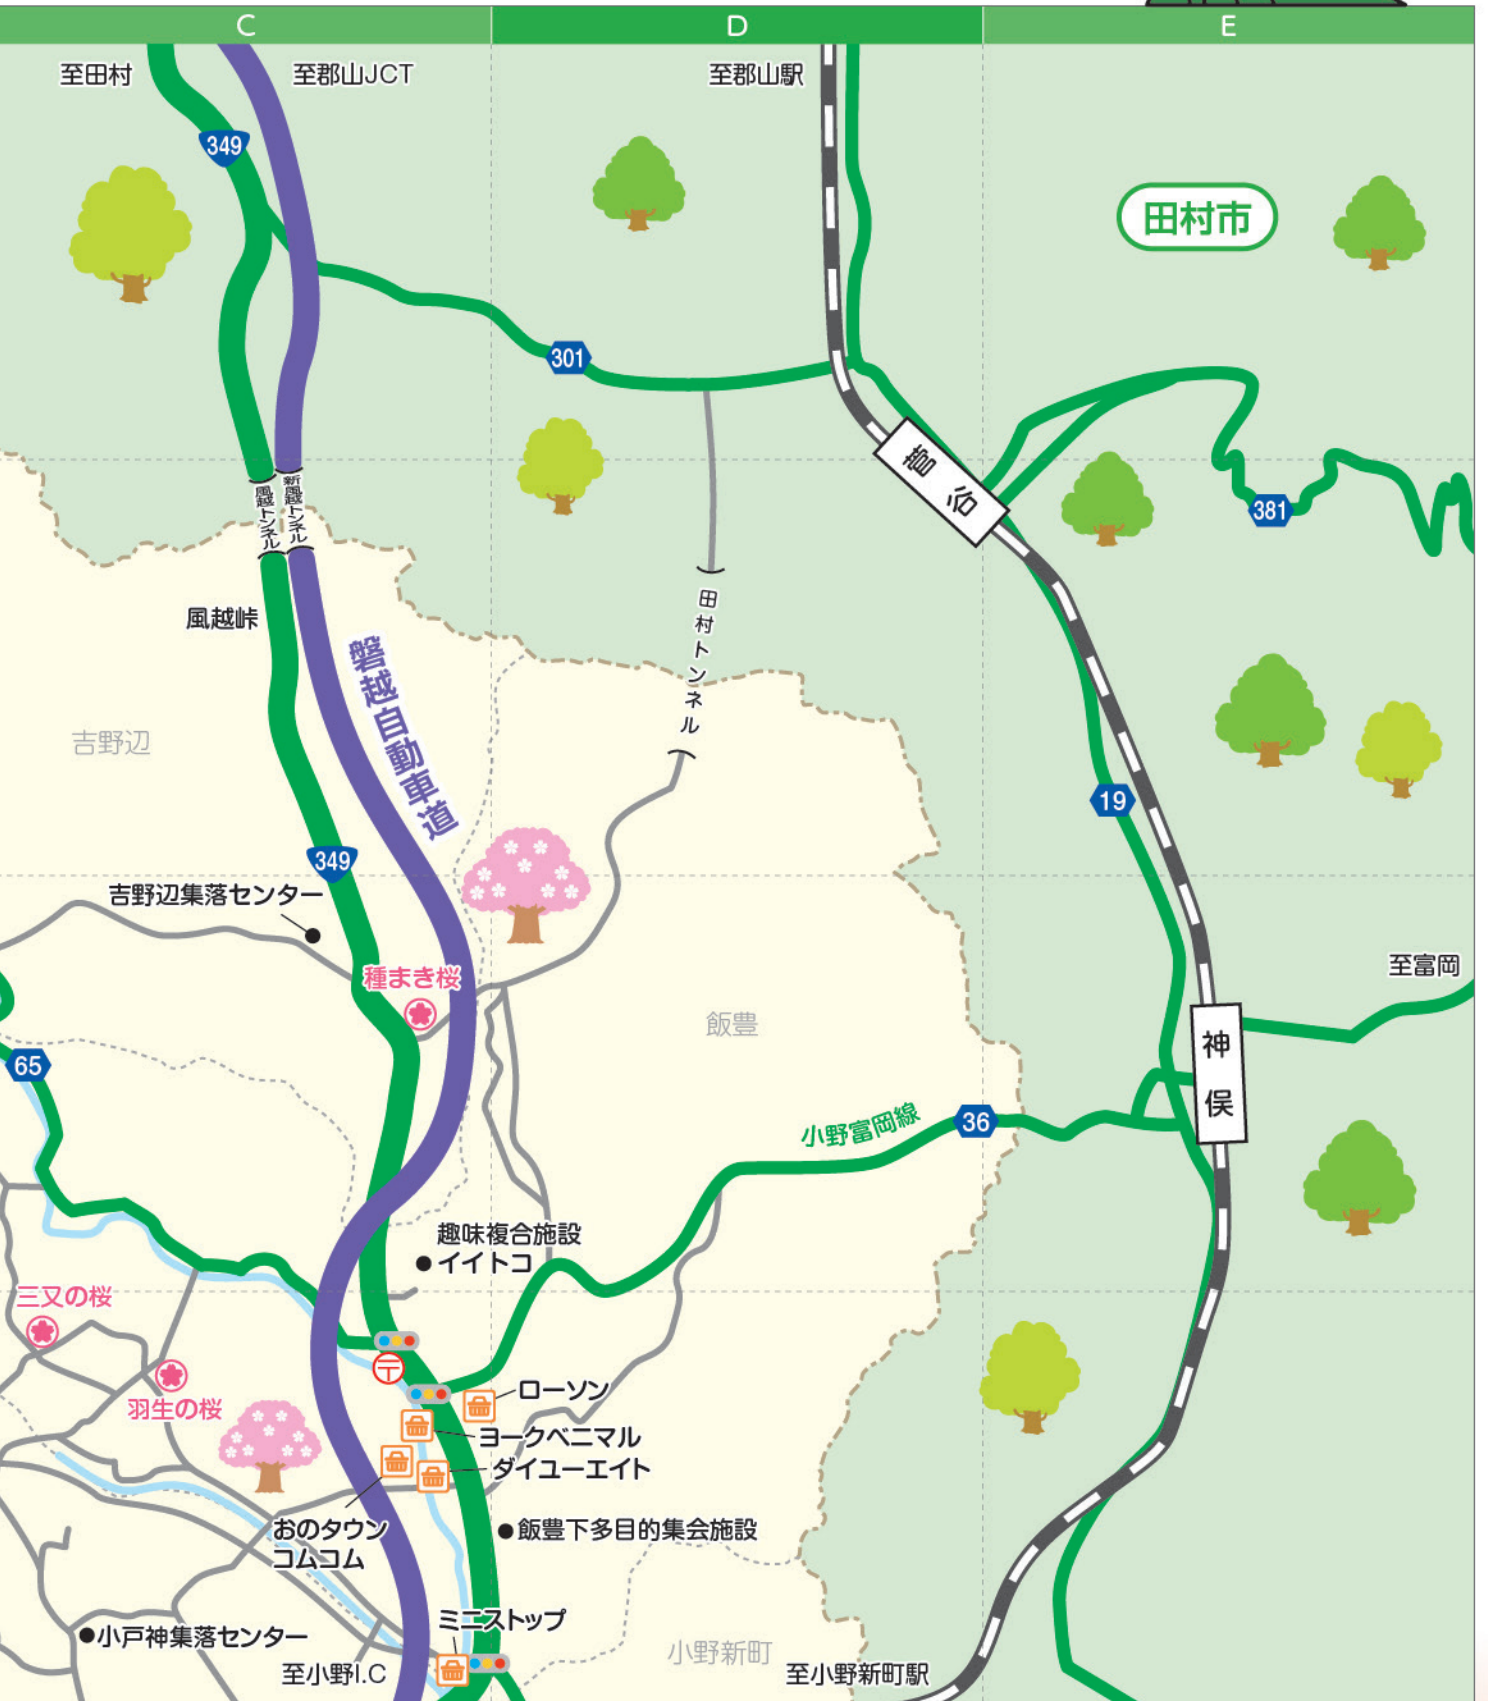 C
D
E
至田村
至郡山JCT
至郡山駅
349
田村市
301
菅谷
381
風越トンネル
新風越トンネル
風越峠
田村トンネル
磐越自動車道
吉野辺
19
349
吉野辺集落センター
種まき桜
至富岡
飯豊
神俣
65
小野富岡線
36
趣味複合施設
イイトコ
三又の桜
羽生の桜
ローソン
ヨークベニマル
ダイユーエイト
おのタウン
コムコム
飯豊下多目的集会施設
ミニストップ
小戸神集落センター
小野新町
至小野I.C
至小野新町駅